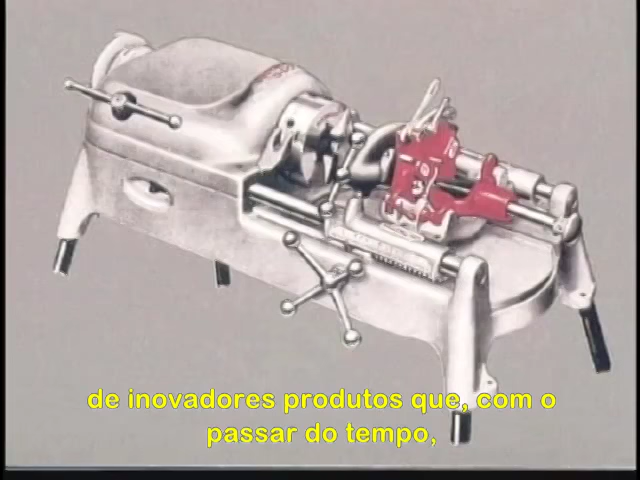 de inovadores produtos que, com o
passar do tempo,